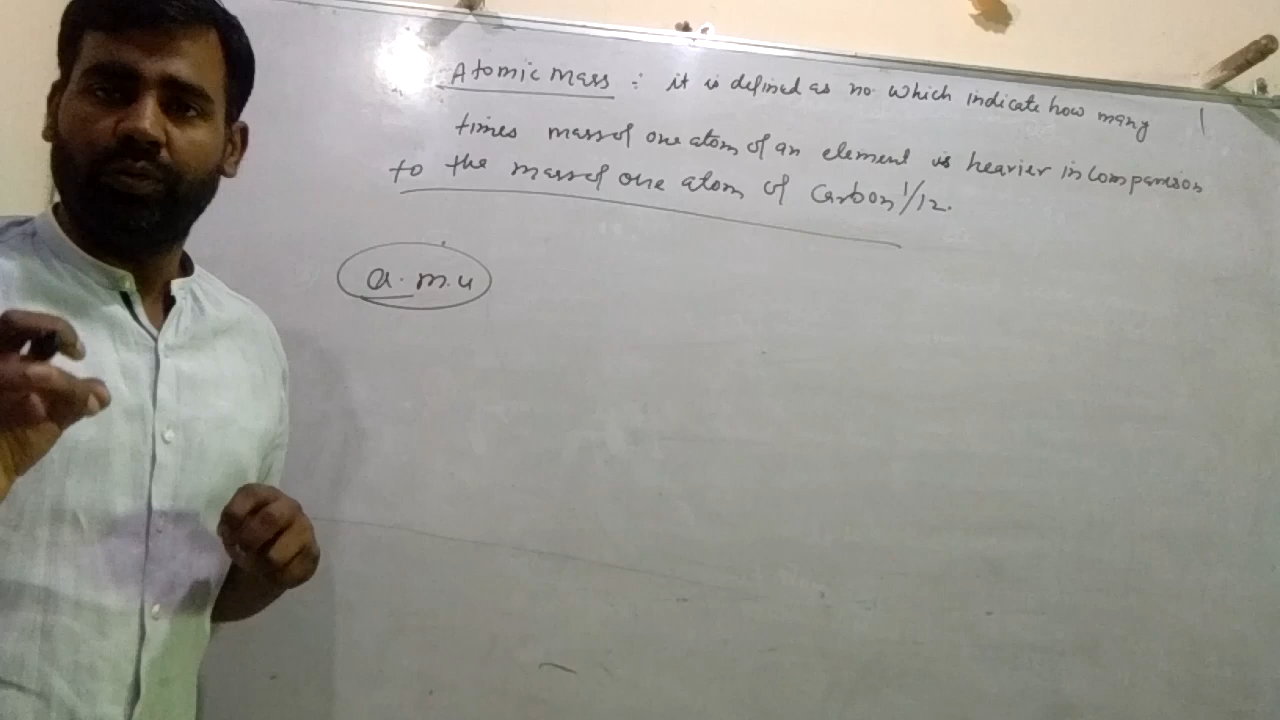 Atomic Mass : it is defined as no. which indicate how many
times mass of one atom of an element is heavier in comparision
to the mass of one atom of Carbon 1/12.
a.m.u